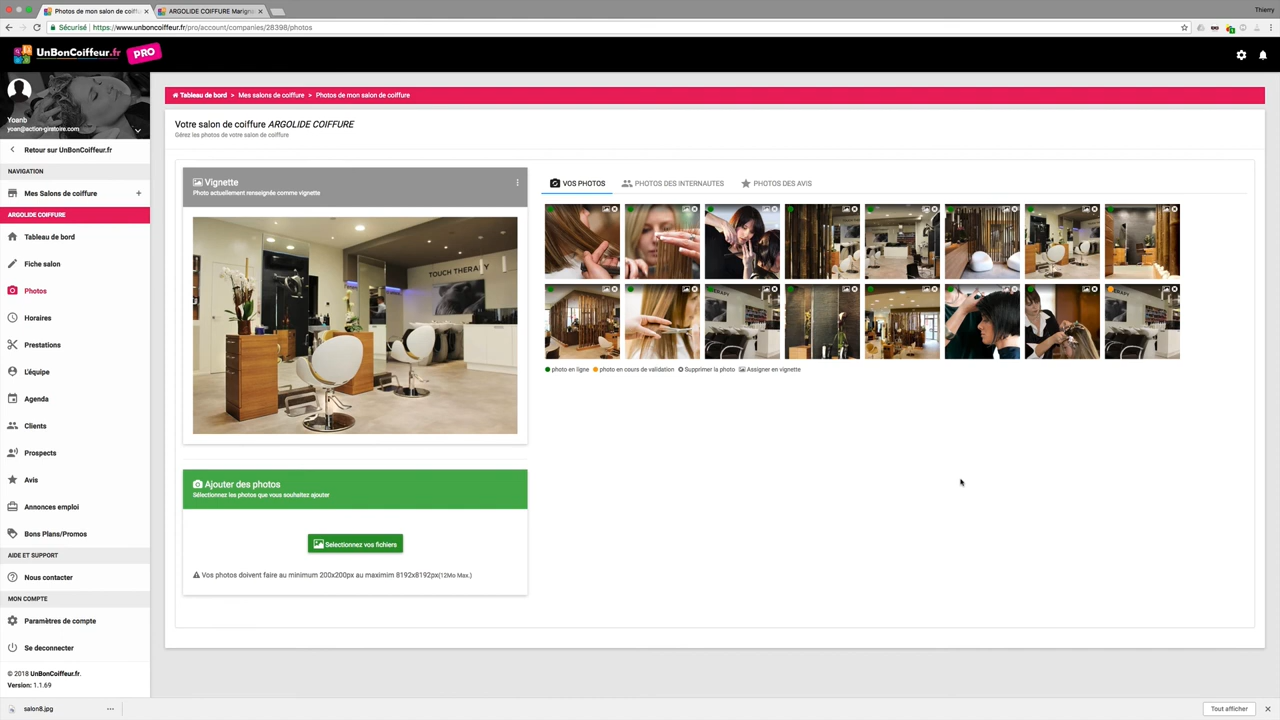 Photos de mon salon de coiff
ARGOLIDE COIFFURE Marign
Thierry
Sécurisé
https://www.unboncoiffeur.fr/pro/account/companies/28398/photos
UnBonCoiffeur.fr PRO
Yoanb
yoan@action-giratoire.com
Retour sur UnBonCoiffeur.fr
NAVIGATION
Mes Salons de coiffure +
ARGOLIDE COIFFURE
Tableau de bord
Fiche salon
Photos
Horaires
Prestations
L'équipe
Agenda
Clients
Prospects
Avis
Annonces emploi
Bons Plans/Promos
AIDE ET SUPPORT
Nous contacter
MON COMPTE
Paramètres de compte
Se deconnecter
© 2018 UnBonCoiffeur.fr.
Version: 1.1.69
Tableau de bord > Mes salons de coiffure > Photos de mon salon de coiffure
Votre salon de coiffure ARGOLIDE COIFFURE
Gérez les photos de votre salon de coiffure
Vignette
Photo actuellement renseignée comme vignette
TOUCH THERAPY
Ajouter des photos
Sélectionnez les photos que vous souhaitez ajouter
Selectionnez vos fichiers
Vos photos doivent faire au minimum 200x200px au maximim 8192x8192px(12Mo Max.)
VOS PHOTOS
PHOTOS DES INTERNAUTES
PHOTOS DES AVIS
photo en ligne
photo en cours de validation
Supprimer la photo
Assigner en vignette
salon8.jpg
Tout afficher